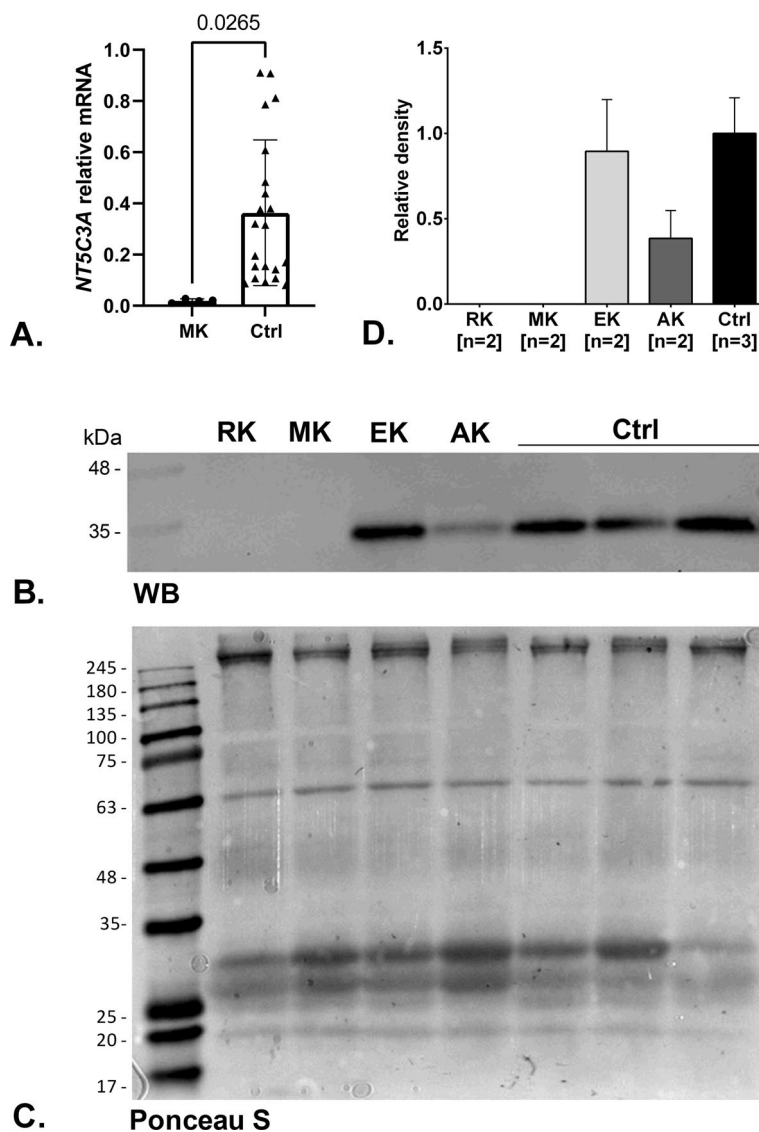 0.0265
NT5C3A relative mRNA
1.0
0.8
0.6
0.4
0.2
0.0
MK Ctrl
A.
Relative density
1.5
1.0
0.5
0.0
RK MK EK AK Ctrl
[n=2] [n=2] [n=2] [n=2] [n=3]
D.
kDa RK MK EK AK Ctrl
48 -
35 -
B. WB
245 -
180 -
135 -
100 -
75 -
63 -
48 -
35-
25 -
20 -
17 -
C. Ponceau S